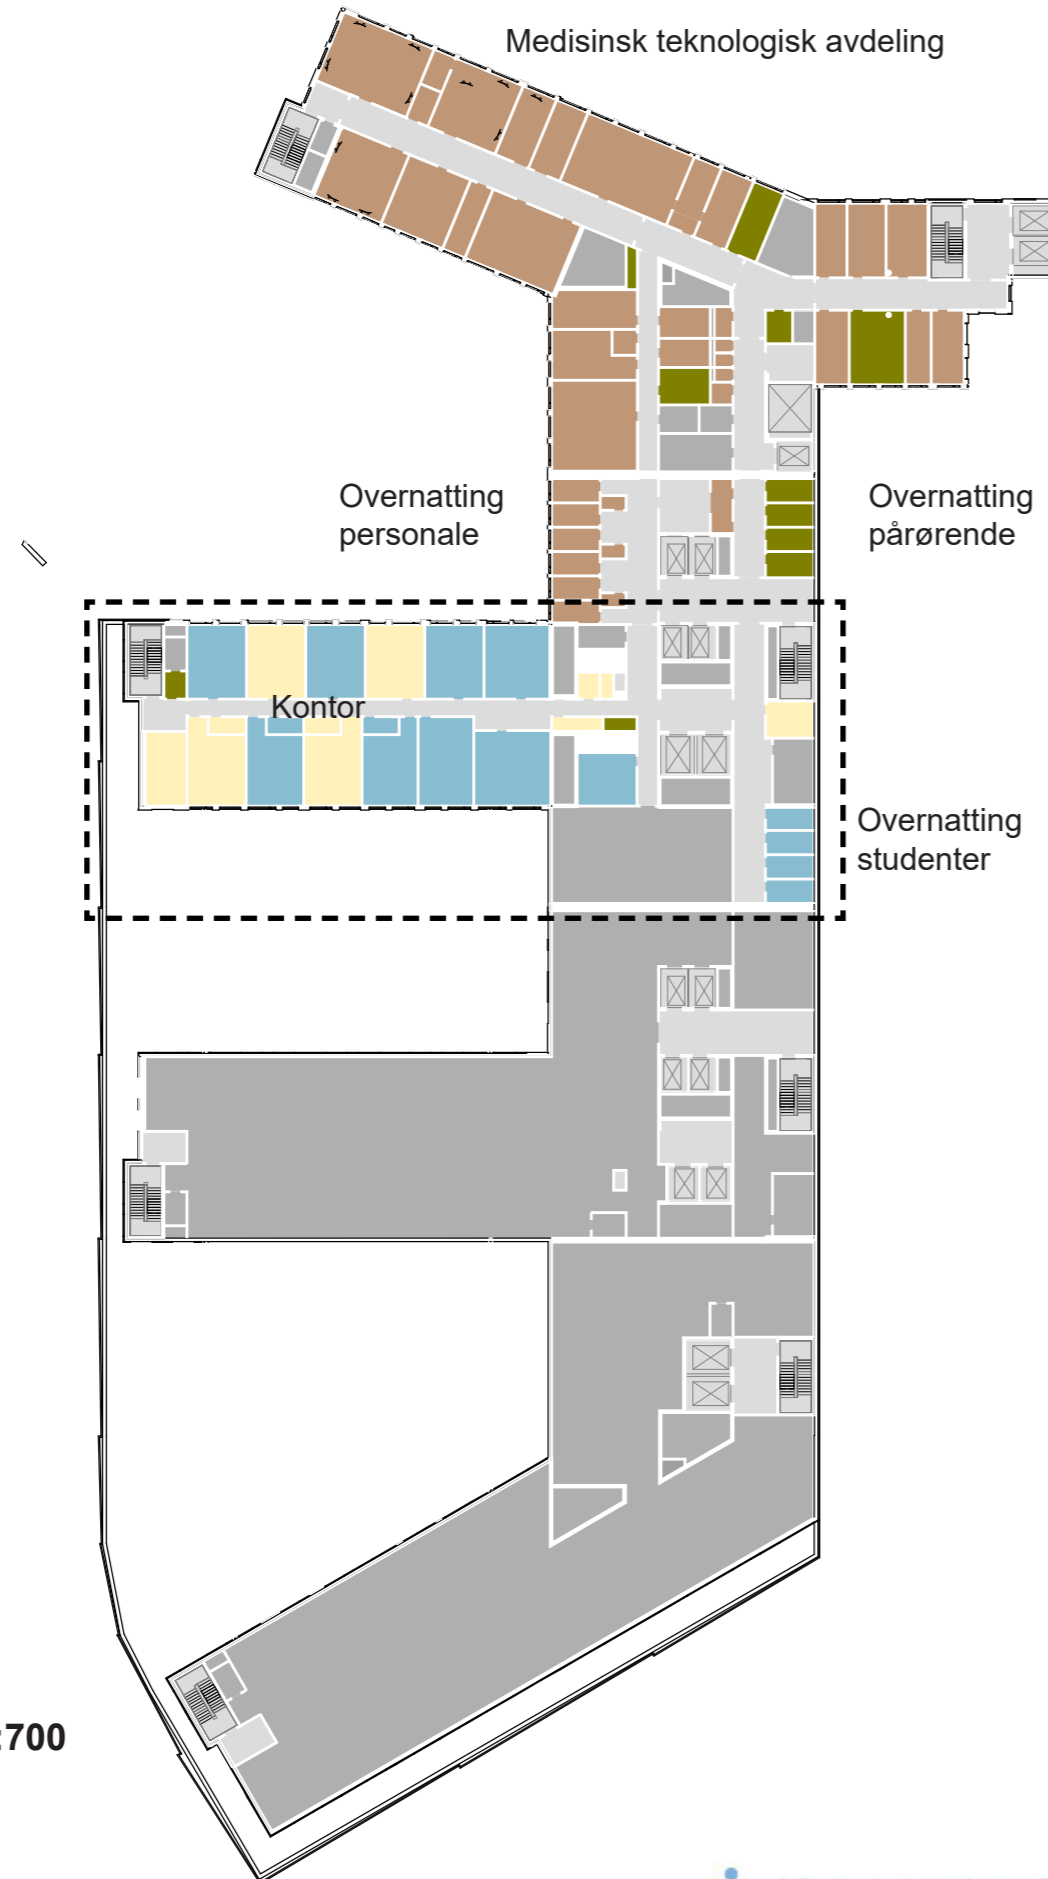 Medisinsk teknologisk avdeling
Overnatting
personale
Overnatting
pårørende
Kontor
Overnatting
studenter
:700